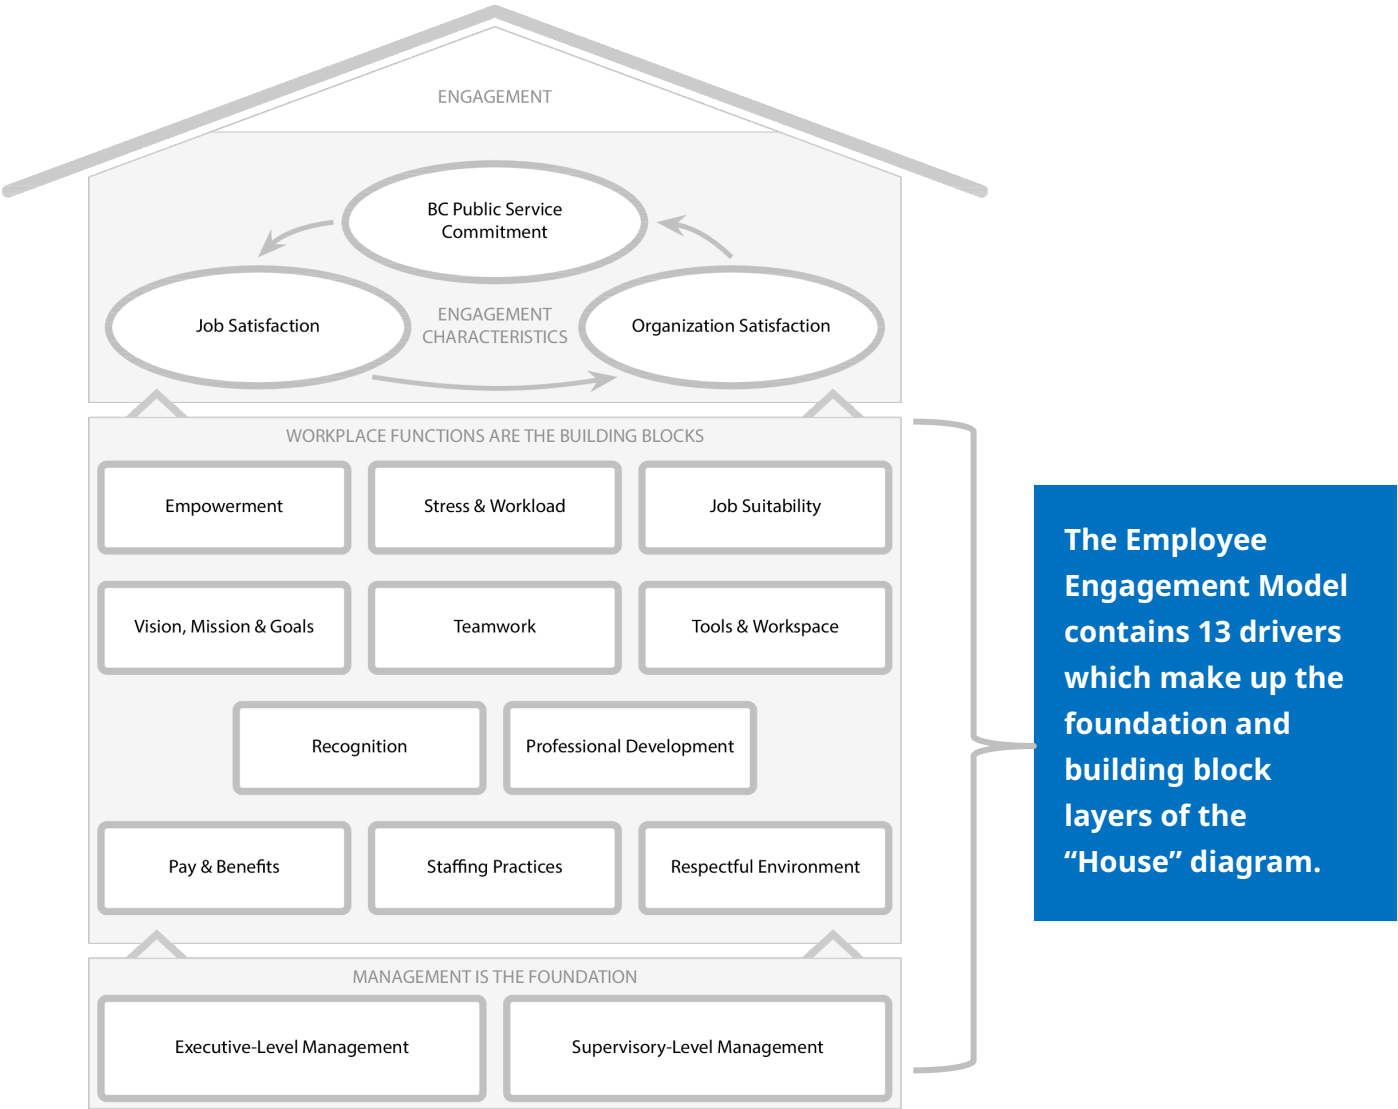 ENGAGEMENT
BC Public Service
Commitment
Job Satisfaction
ENGAGEMENT
CHARACTERISTICS
Organization Satisfaction
WORKPLACE FUNCTIONS ARE THE BUILDING BLOCKS
Empowerment
Stress & Workload
Job Suitability
Vision, Mission & Goals
Teamwork
Tools & Workspace
Recognition
Professional Development
Pay & Benefits
Staffing Practices
Respectful Environment
MANAGEMENT IS THE FOUNDATION
Executive-Level Management
Supervisory-Level Management
The Employee
Engagement Model
contains 13 drivers
which make up the
foundation and
building block
layers of the
“House” diagram.